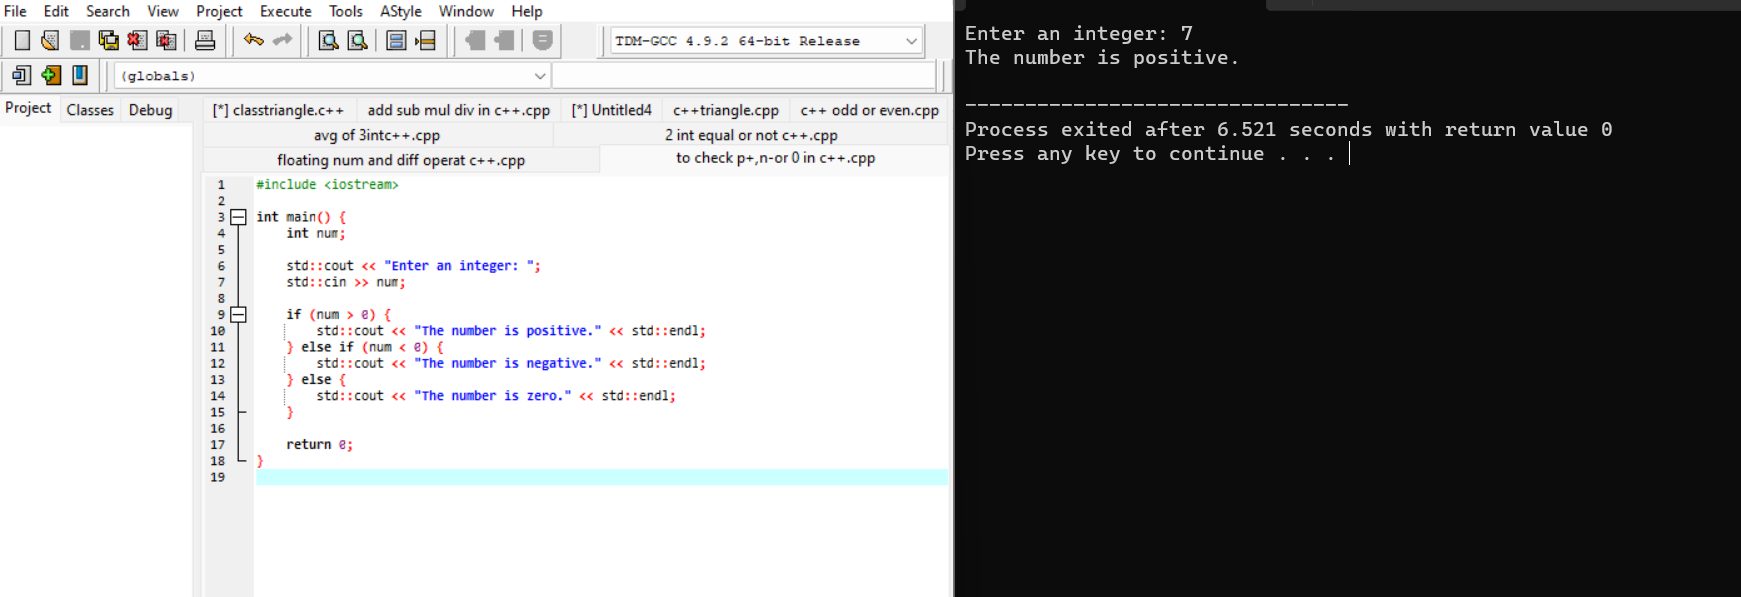 File Edit Search View Project Execute Tools AStyle Window Help
TDM-GCC 4.9.2 64-bit Release
(globals)
Project Classes Debug
[*] classtriangle.c++ add sub mul div in c++.cpp [*] Untitled4 c++triangle.cpp c++ odd or even.cpp
avg of 3intc++.cpp 2 int equal or not c++.cpp
floating num and diff operat c++.cpp to check p+,n-or 0 in c++.cpp
1 #include <iostream>
2
3 int main() {
4 int num;
5
6 std::cout << "Enter an integer: ";
7 std::cin >> num;
8
9 if (num > 0) {
10 std::cout << "The number is positive." << std::endl;
11 } else if (num < 0) {
12 std::cout << "The number is negative." << std::endl;
13 } else {
14 std::cout << "The number is zero." << std::endl;
15 }
16
17 return 0;
18 }
19
Enter an integer: 7
The number is positive.
--------------------------------
Process exited after 6.521 seconds with return value 0
Press any key to continue . . .